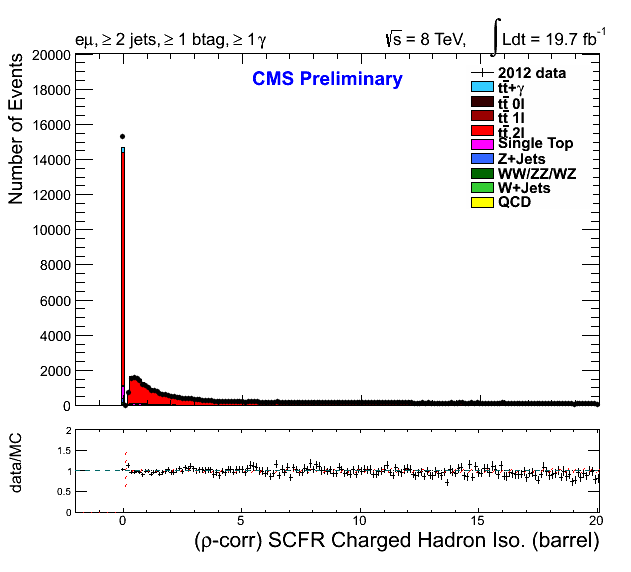 eμ, ≥ 2 jets, ≥ 1 btag, ≥ 1 γ
√s = 8 TeV, ∫ Ldt = 19.7 fb⁻¹
CMS Preliminary
2012 data
tt̄+γ
tt̄ 0l
tt̄ 1l
tt̄ 2l
Single Top
Z+Jets
WW/ZZ/WZ
W+Jets
QCD
Number of Events
20000
18000
16000
14000
12000
10000
8000
6000
4000
2000
0
data/MC
2
1.5
1
0.5
0
0 5 10 15 20
(ρ-corr) SCFR Charged Hadron Iso. (barrel)